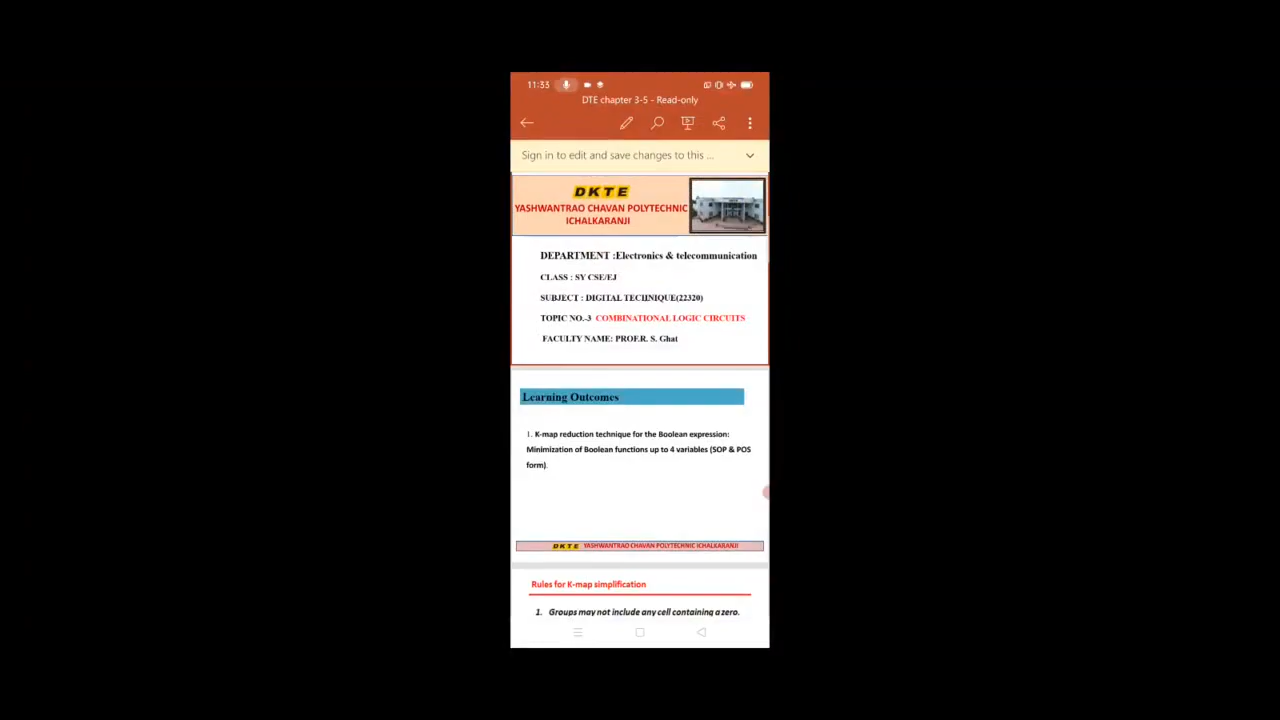 11:33
DTE chapter 3-5 - Read-only
Sign in to edit and save changes to this ...
DKTE
YASHWANTRAO CHAVAN POLYTECHNIC
ICHALKARANJI
DEPARTMENT :Electronics & telecommunication
CLASS : SY CSE/EJ
SUBJECT : DIGITAL TECHNIQUE(22320)
TOPIC NO.-3 COMBINATIONAL LOGIC CIRCUITS
FACULTY NAME: PROF.R. S. Ghat
Learning Outcomes
1. K-map reduction technique for the Boolean expression:
Minimization of Boolean functions up to 4 variables (SOP & POS
form).
DKTE YASHWANTRAO CHAVAN POLYTECHNIC ICHALKARANJI
Rules for K-map simplification
1. Groups may not include any cell containing a zero.